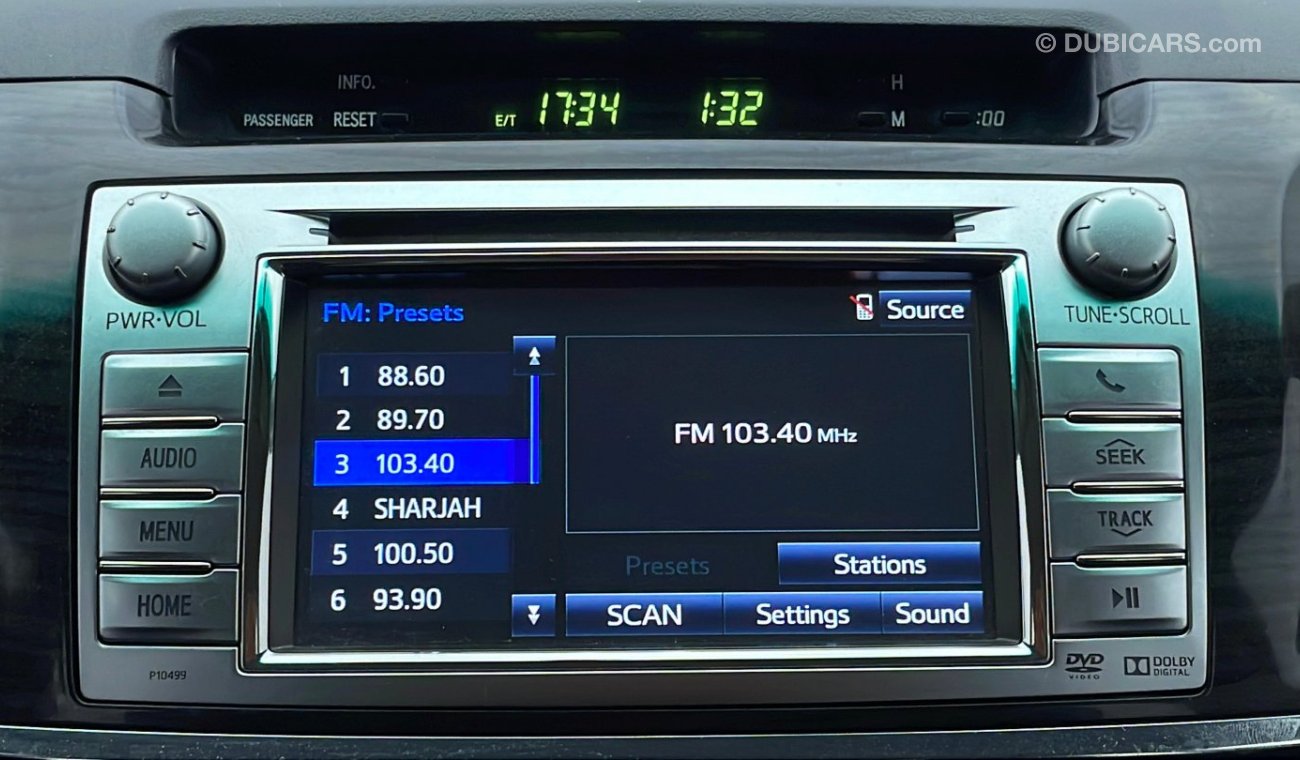 © DUBICARS.com
INFO. H
PASSENGER RESET E/T 17:34 1:32 M :00
PWR·VOL TUNE·SCROLL
FM: Presets Source
1 88.60
2 89.70
3 103.40
4 SHARJAH
5 100.50
6 93.90
FM 103.40 MHz
Presets Stations
SCAN Settings Sound
AUDIO
MENU
HOME
SEEK
TRACK
P10499
DVD VIDEO
DOLBY DIGITAL